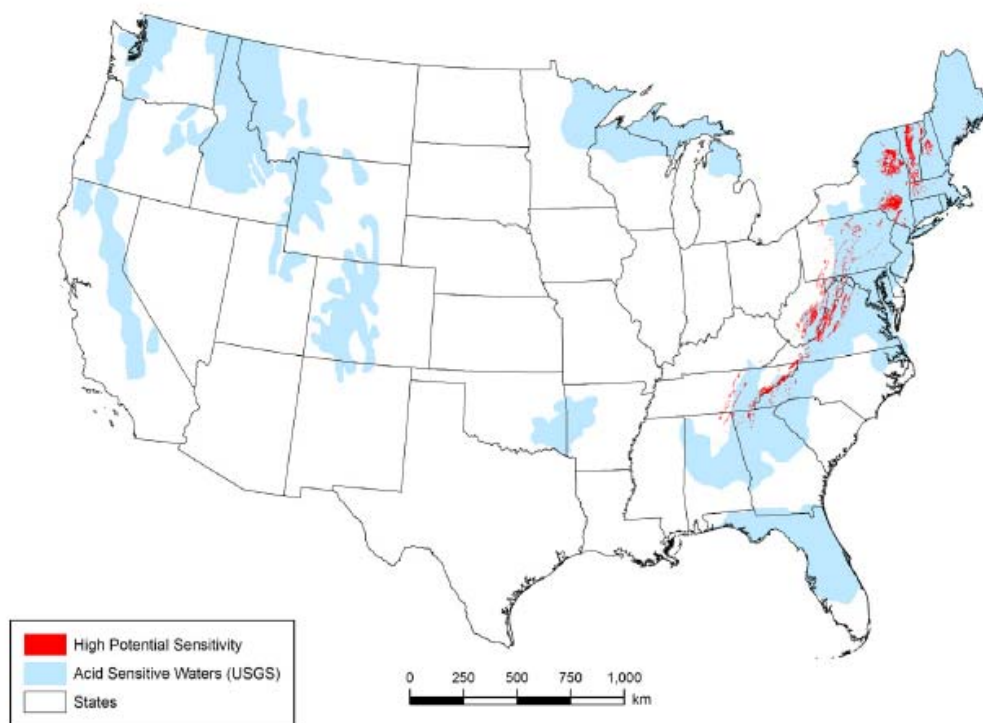 High Potential Sensitivity
Acid Sensitive Waters (USGS)
States
0 250 500 750 1,000
km